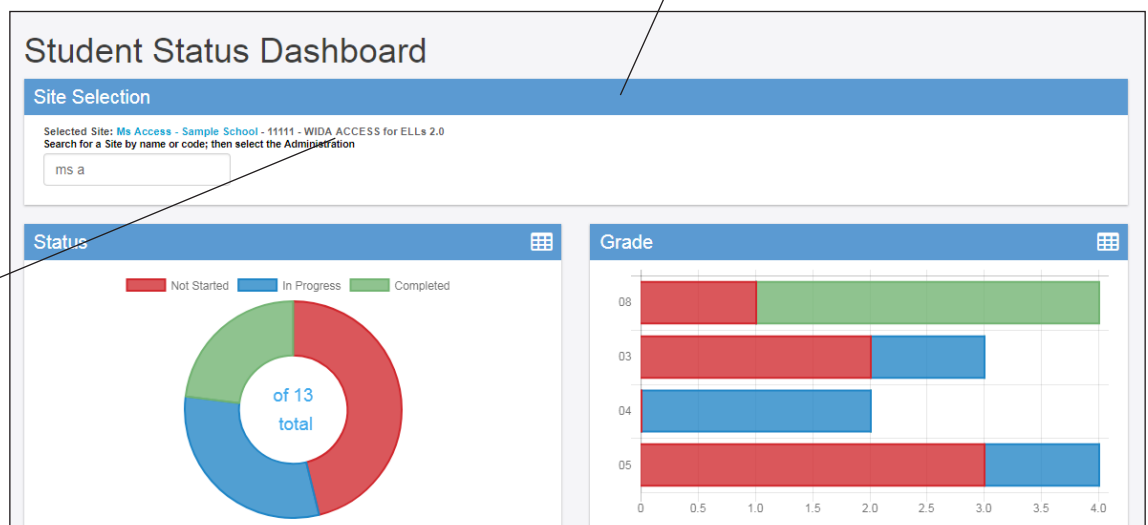 Student Status Dashboard
Site Selection
Selected Site: Ms Access - Sample School - 11111 - WIDA ACCESS for ELLs 2.0
Search for a Site by name or code; then select the Administration
ms a
Status
Not Started In Progress Completed
of 13
total
Grade
08
03
04
05
0 0.5 1.0 1.5 2.0 2.5 3.0 3.5 4.0